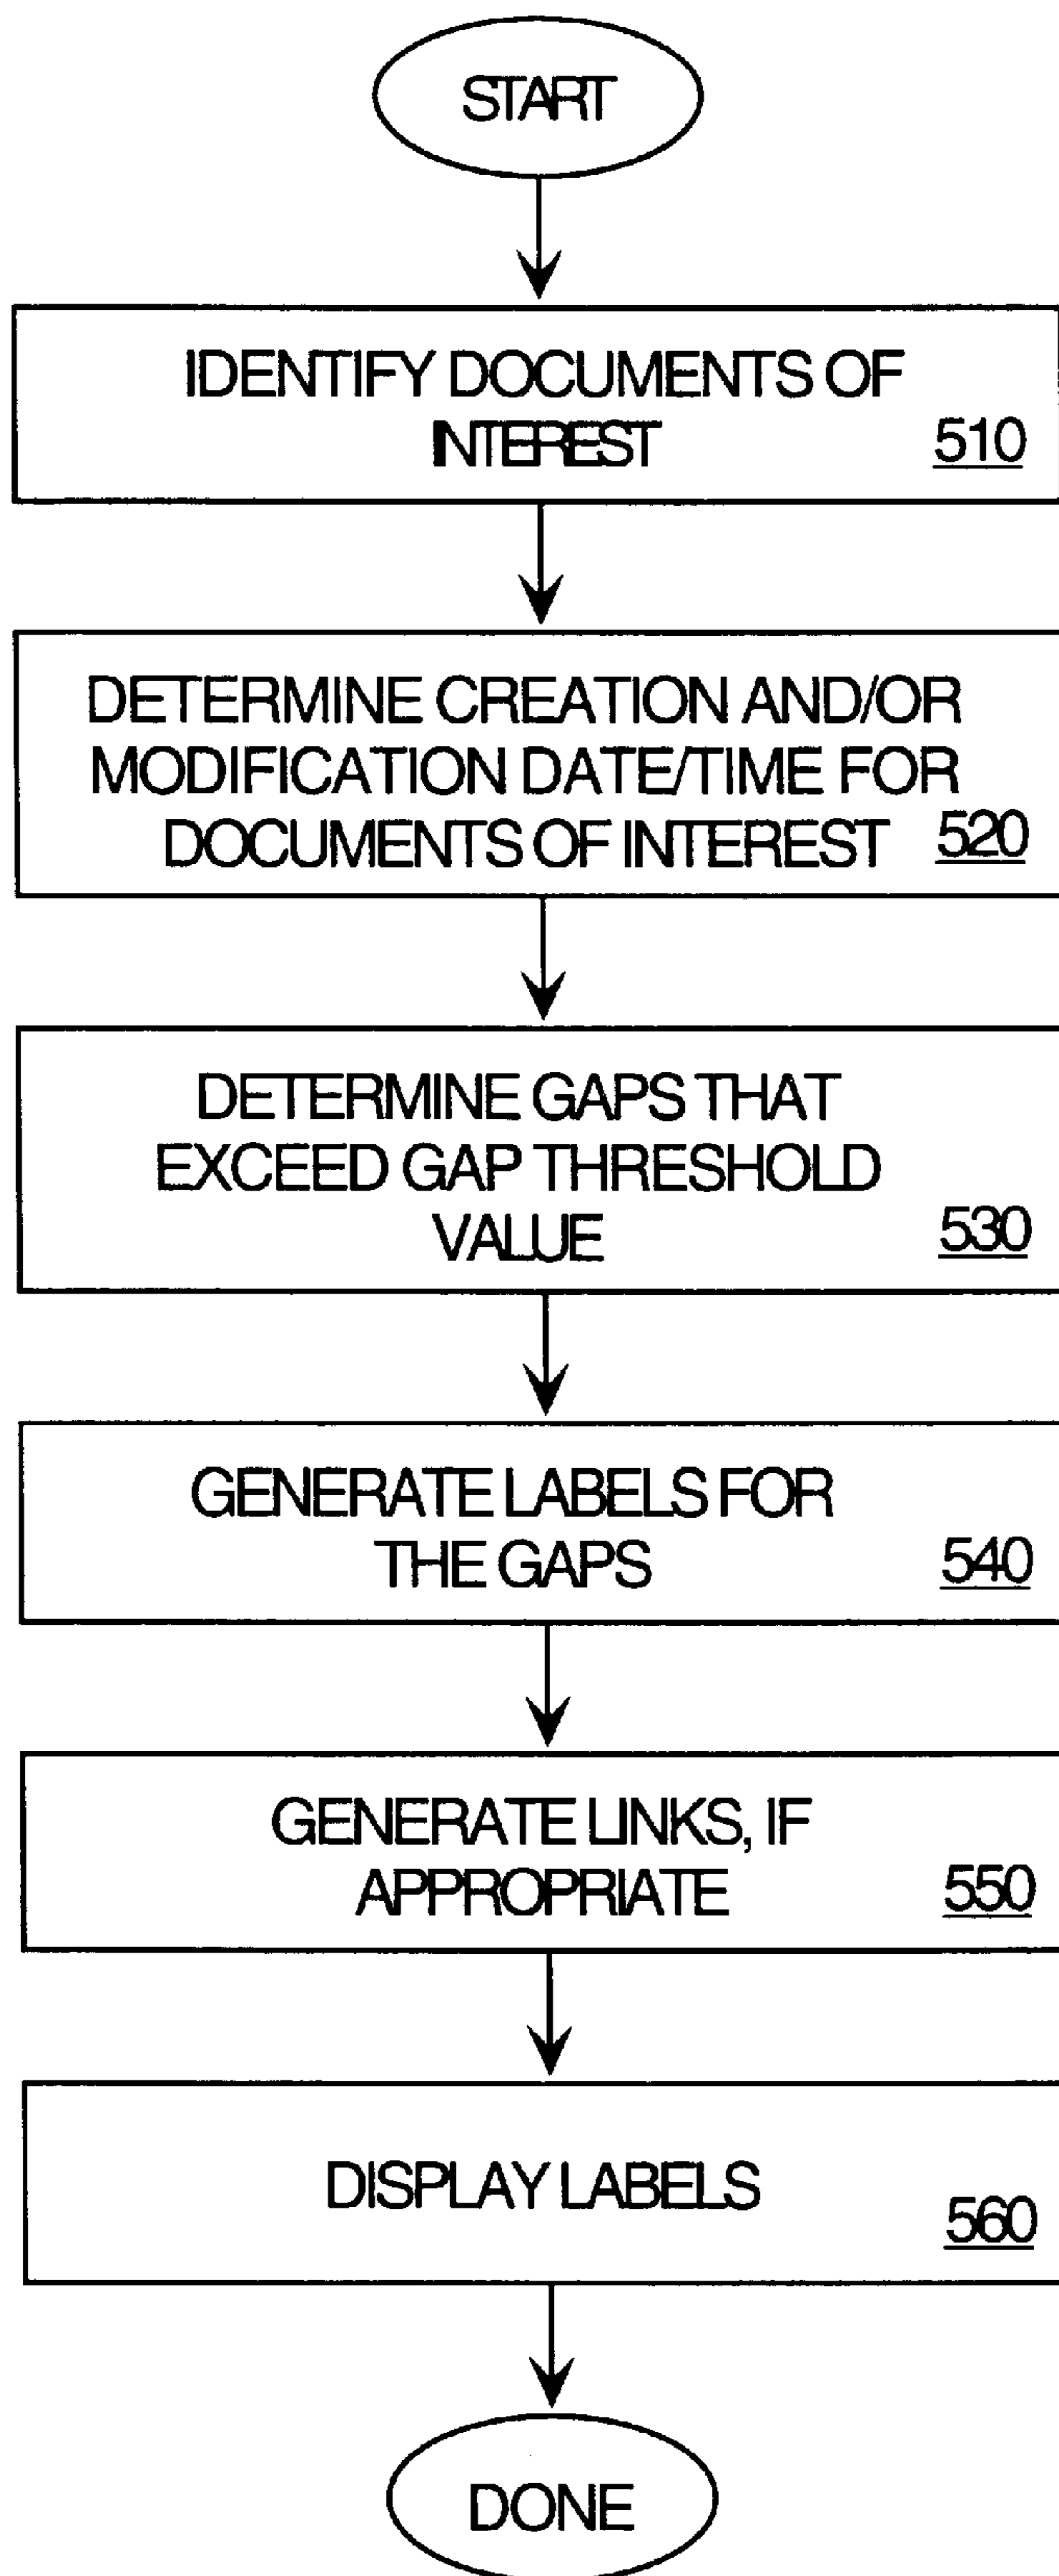 START
IDENTIFY DOCUMENTS OF
INTEREST 510
DETERMINE CREATION AND/OR
MODIFICATION DATE/TIME FOR
DOCUMENTS OF INTEREST 520
DETERMINE GAPS THAT
EXCEED GAP THRESHOLD
VALUE 530
GENERATE LABELS FOR
THE GAPS 540
GENERATE LINKS, IF
APPROPRIATE 550
DISPLAY LABELS
560
DONE